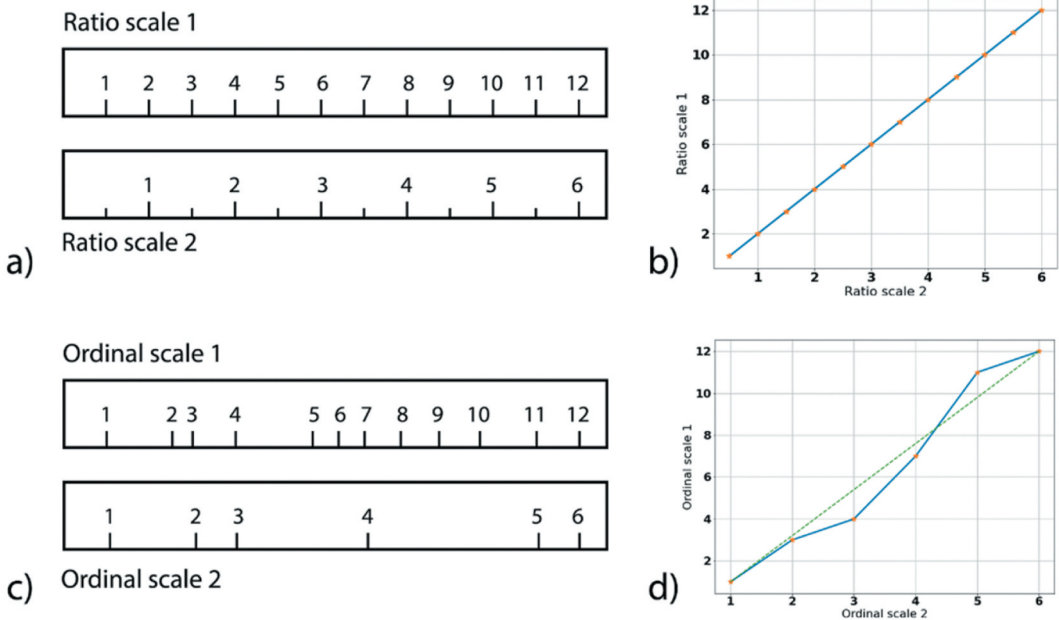 Ratio scale 1
1 2 3 4 5 6 7 8 9 10 11 12
1 2 3 4 5 6
Ratio scale 2
a)
12
10
8
6
4
2
Ratio scale 1
1 2 3 4 5 6
Ratio scale 2
b)
Ordinal scale 1
1 2 3 4 5 6 7 8 9 10 11 12
1 2 3 4 5 6
Ordinal scale 2
c)
12
10
8
6
4
2
Ordinal scale 1
1 2 3 4 5 6
Ordinal scale 2
d)